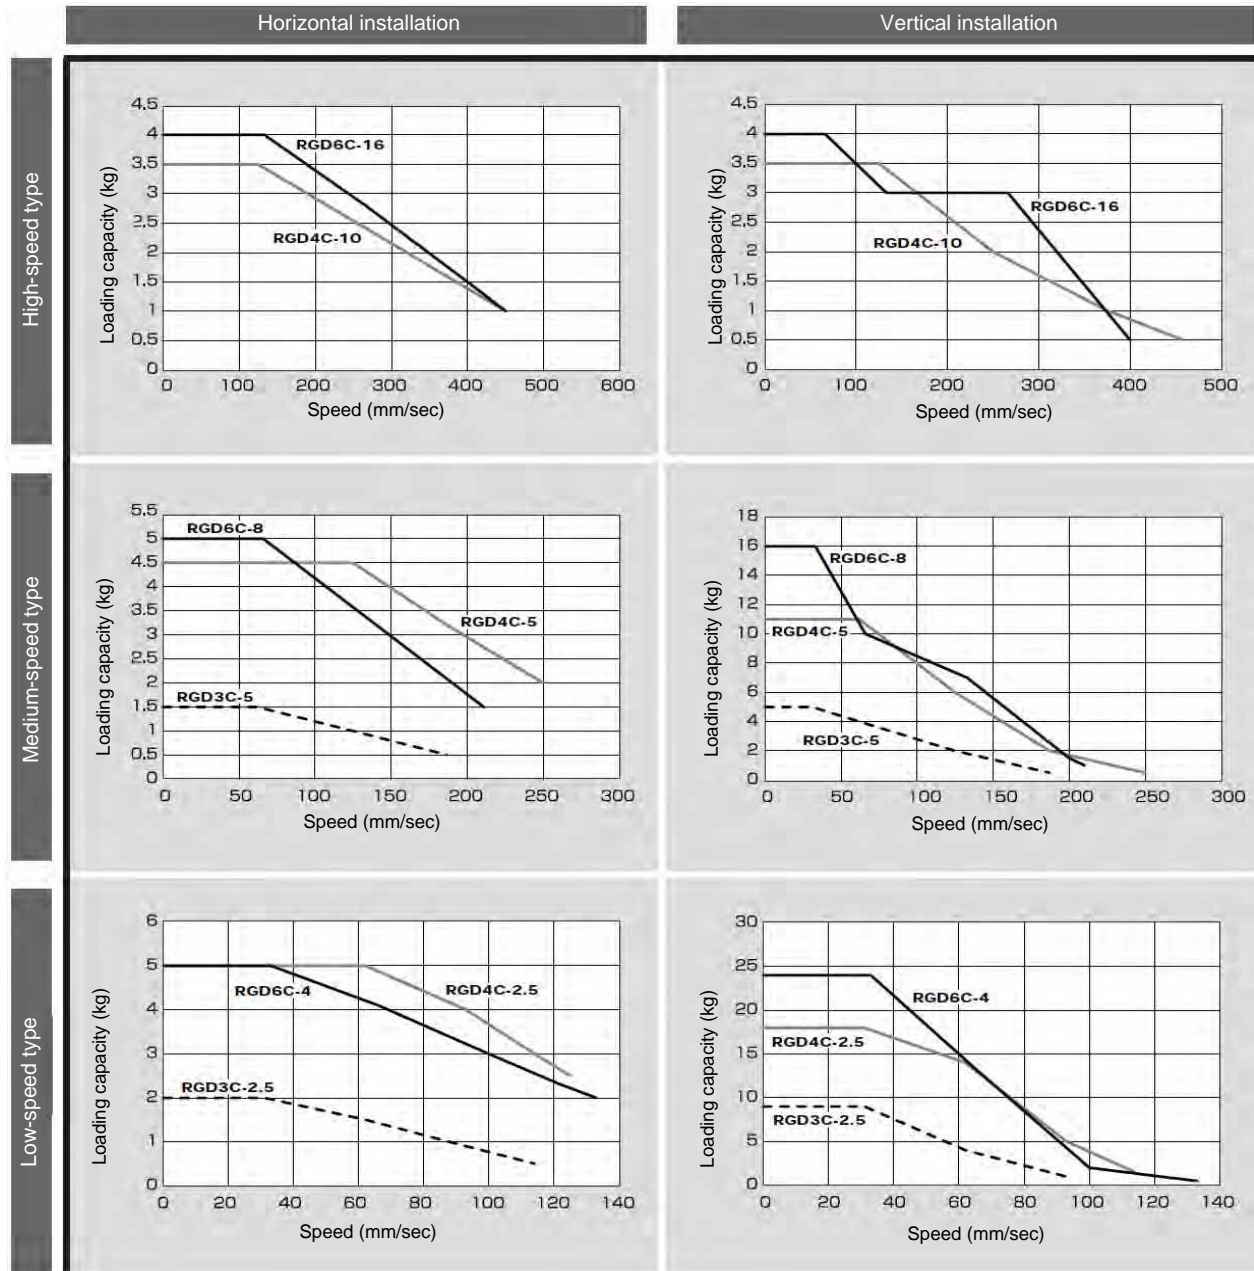 Horizontal installation
Vertical installation
High-speed type
Loading capacity (kg)
4.5
4
3.5
3
2.5
2
1.5
1
0.5
0
RGD6C-16
RGD4C-10
0 100 200 300 400 500 600
Speed (mm/sec)
Loading capacity (kg)
4.5
4
3.5
3
2.5
2
1.5
1
0.5
0
RGD6C-16
RGD4C-10
0 100 200 300 400 500
Speed (mm/sec)
Medium-speed type
Loading capacity (kg)
5.5
5
4.5
4
3.5
3
2.5
2
1.5
1
0.5
0
RGD6C-8
RGD4C-5
RGD3C-5
0 50 100 150 200 250 300
Speed (mm/sec)
Loading capacity (kg)
18
16
14
12
10
8
6
4
2
0
RGD6C-8
RGD4C-5
RGD3C-5
0 50 100 150 200 250 300
Speed (mm/sec)
Low-speed type
Loading capacity (kg)
6
5
4
3
2
1
0
RGD6C-4
RGD4C-2.5
RGD3C-2.5
0 20 40 60 80 100 120 140
Speed (mm/sec)
Loading capacity (kg)
30
25
20
15
10
5
0
RGD6C-4
RGD4C-2.5
RGD3C-2.5
0 20 40 60 80 100 120 140
Speed (mm/sec)